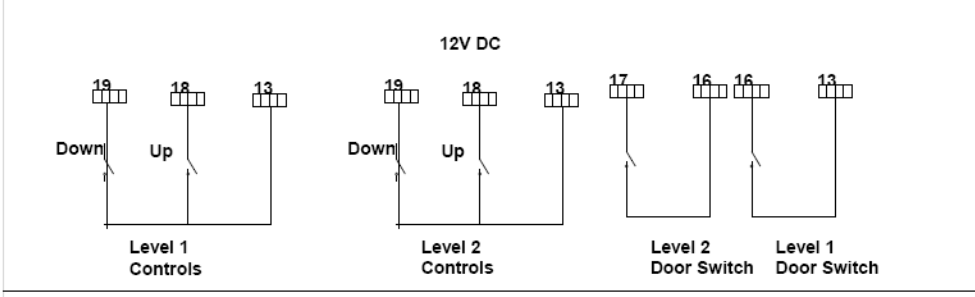 12V DC
19 18 13 19 18 13 17 16 16 13
Down Up Down Up
Level 1 Controls
Level 2 Controls
Level 2 Door Switch
Level 1 Door Switch